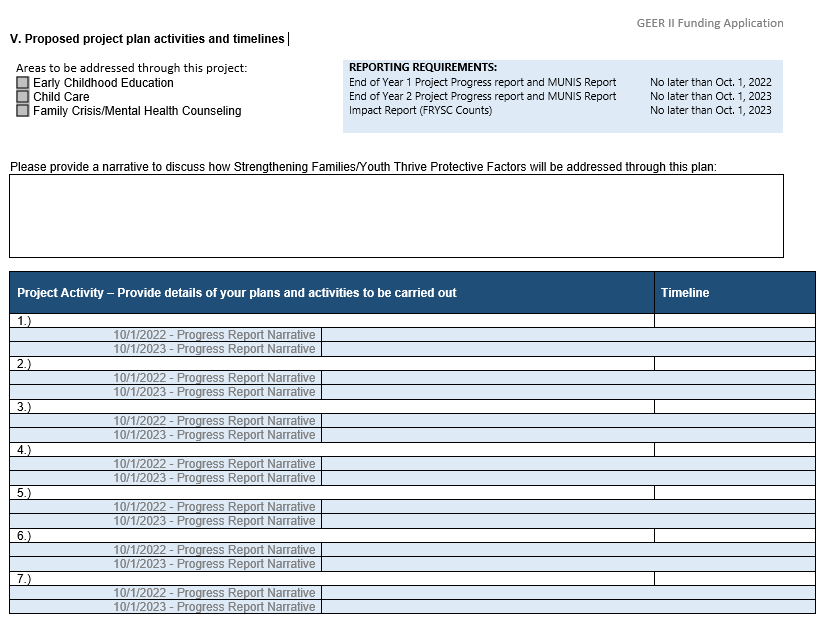 GEER II Funding Application
V. Proposed project plan activities and timelines
Areas to be addressed through this project:
Early Childhood Education
Child Care
Family Crisis/Mental Health Counseling
REPORTING REQUIREMENTS:
End of Year 1 Project Progress report and MUNIS Report No later than Oct. 1, 2022
End of Year 2 Project Progress report and MUNIS Report No later than Oct. 1, 2023
Impact Report (FRYSC Counts) No later than Oct. 1, 2023
Please provide a narrative to discuss how Strengthening Families/Youth Thrive Protective Factors will be addressed through this plan:
Project Activity – Provide details of your plans and activities to be carried out Timeline
1.)
10/1/2022 - Progress Report Narrative
10/1/2023 - Progress Report Narrative
2.)
10/1/2022 - Progress Report Narrative
10/1/2023 - Progress Report Narrative
3.)
10/1/2022 - Progress Report Narrative
10/1/2023 - Progress Report Narrative
4.)
10/1/2022 - Progress Report Narrative
10/1/2023 - Progress Report Narrative
5.)
10/1/2022 - Progress Report Narrative
10/1/2023 - Progress Report Narrative
6.)
10/1/2022 - Progress Report Narrative
10/1/2023 - Progress Report Narrative
7.)
10/1/2022 - Progress Report Narrative
10/1/2023 - Progress Report Narrative